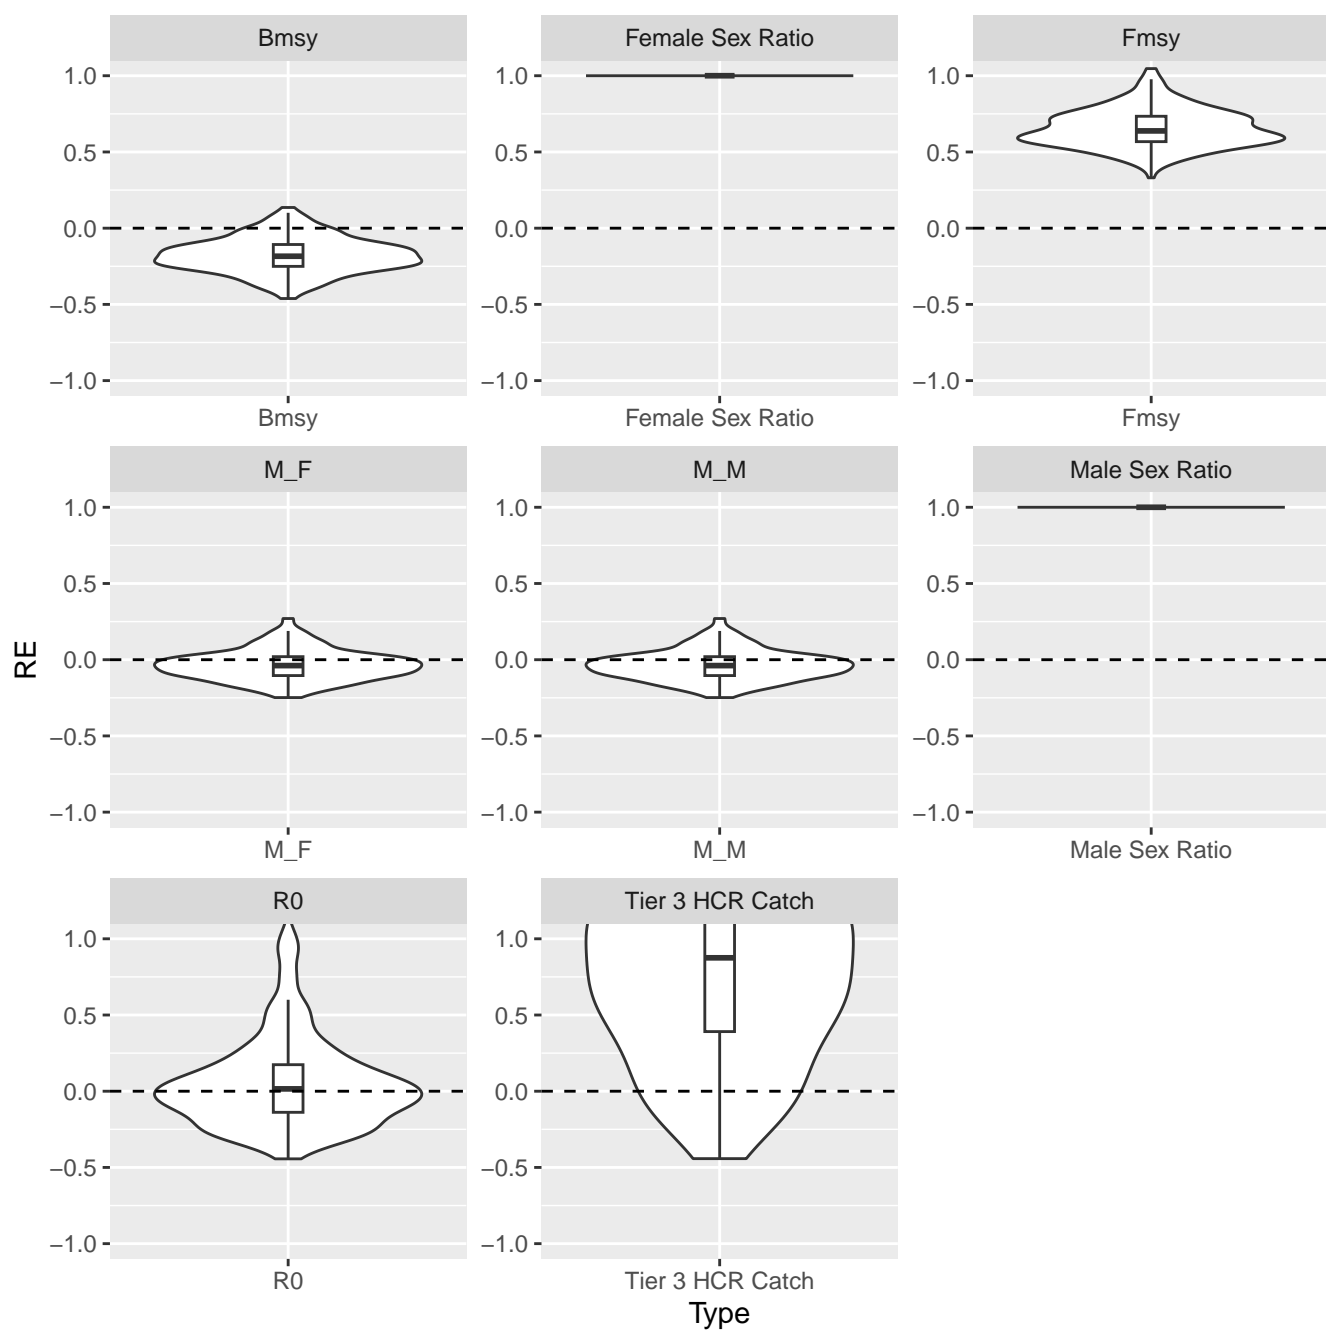 Bmsy Female Sex Ratio Fmsy
1.0 1.0 1.0
0.5 0.5 0.5
0.0 0.0 0.0
−0.5 −0.5 −0.5
−1.0 −1.0 −1.0
Bmsy Female Sex Ratio Fmsy
M_F M_M Male Sex Ratio
1.0 1.0 1.0
0.5 0.5 0.5
RE
0.0 0.0 0.0
−0.5 −0.5 −0.5
−1.0 −1.0 −1.0
M_F M_M Male Sex Ratio
R0 Tier 3 HCR Catch
1.0 1.0
0.5 0.5
0.0 0.0
−0.5 −0.5
−1.0 −1.0
R0 Tier 3 HCR Catch
Type